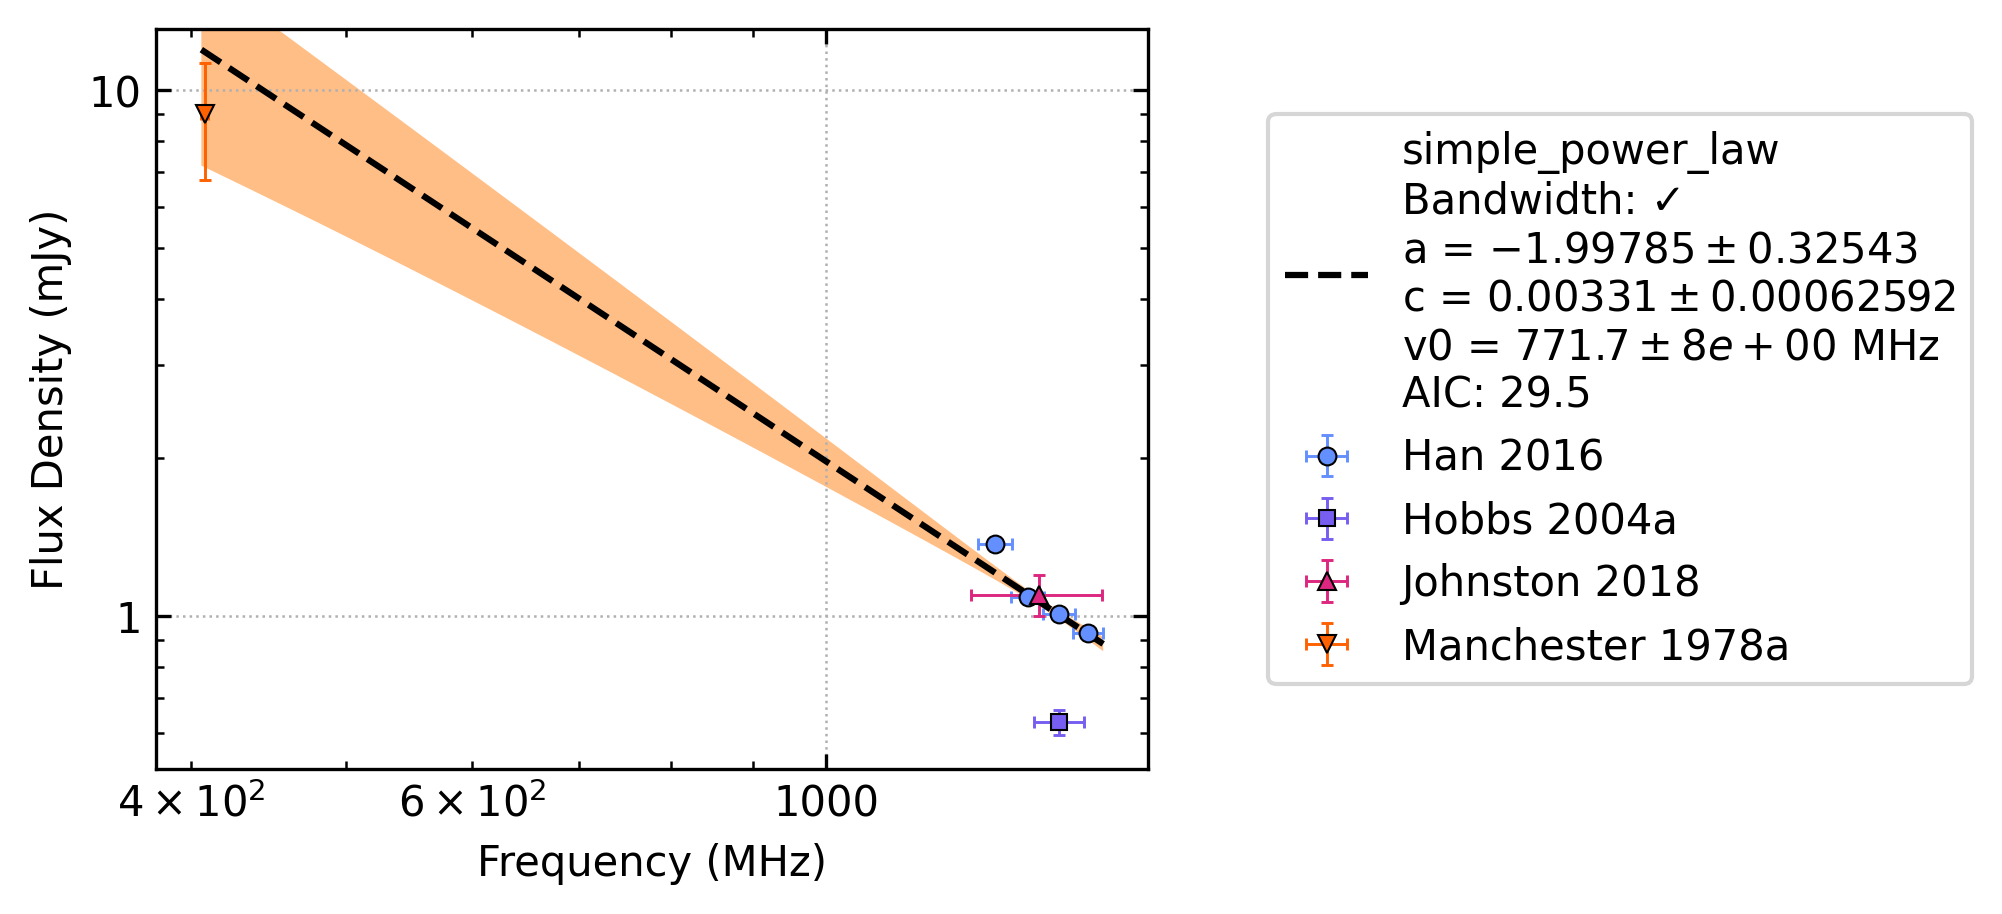 10
1
Flux Density (mJy)
4 × 10²
6 × 10²
1000
Frequency (MHz)
simple_power_law
Bandwidth: ✓
a = −1.99785 ± 0.32543
c = 0.00331 ± 0.00062592
v0 = 771.7 ± 8e + 00 MHz
AIC: 29.5
Han 2016
Hobbs 2004a
Johnston 2018
Manchester 1978a